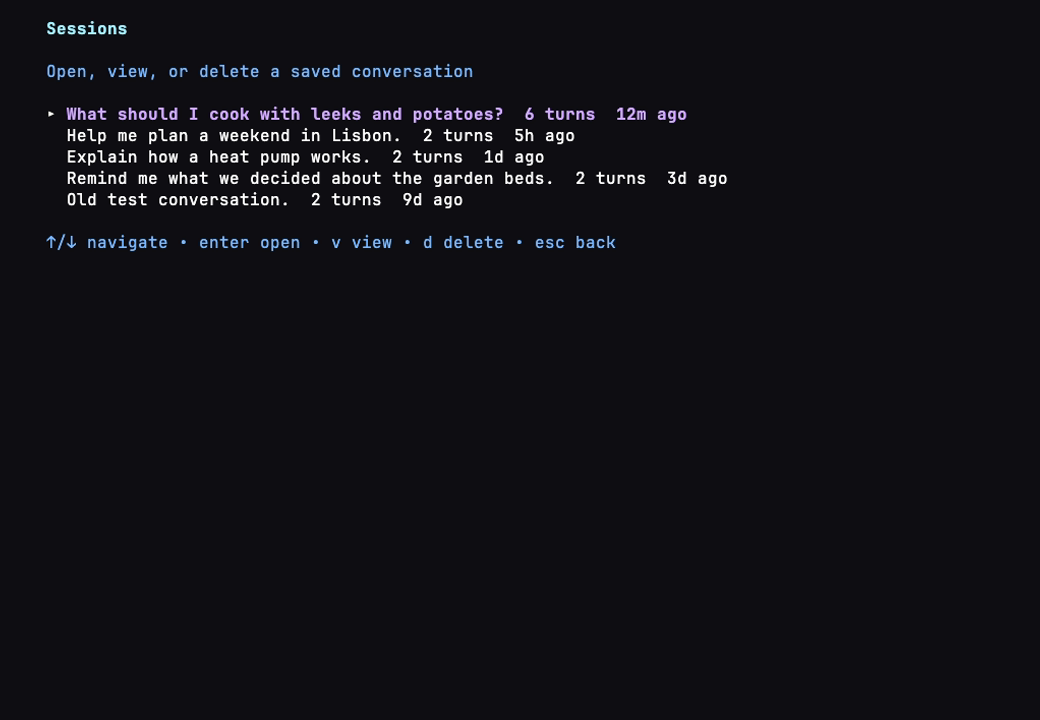 Sessions
Open, view, or delete a saved conversation
▸ What should I cook with leeks and potatoes?  6 turns  12m ago
Help me plan a weekend in Lisbon.  2 turns  5h ago
Explain how a heat pump works.  2 turns  1d ago
Remind me what we decided about the garden beds.  2 turns  3d ago
Old test conversation.  2 turns  9d ago
↑/↓ navigate • enter open • v view • d delete • esc back